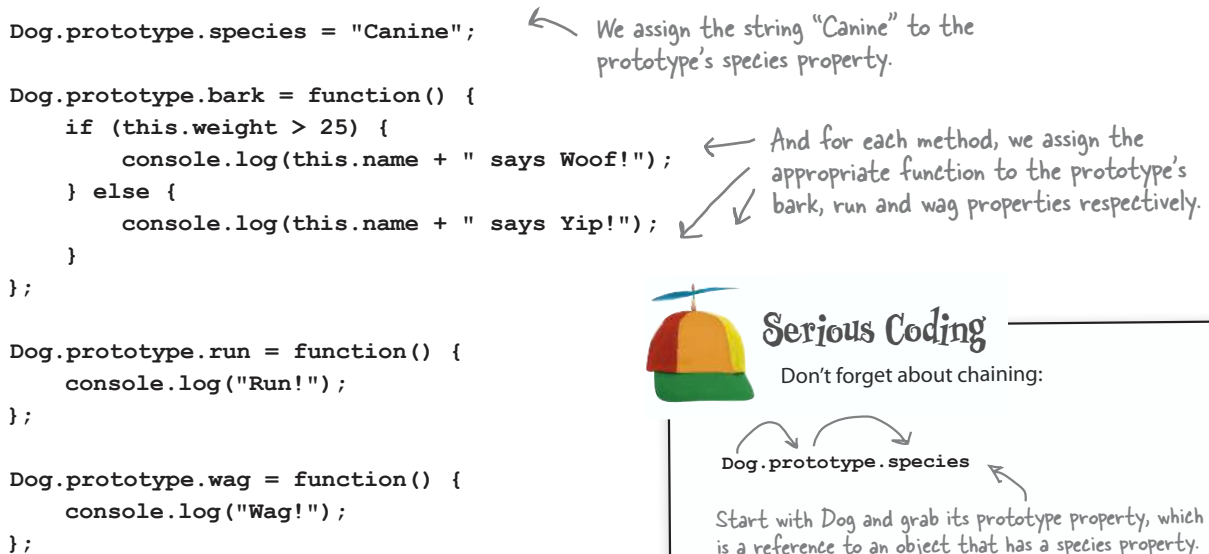 Dog.prototype.species = "Canine";
We assign the string “Canine” to the
prototype’s species property.
Dog.prototype.bark = function() {
    if (this.weight > 25) {
        console.log(this.name + " says Woof!");
    } else {
        console.log(this.name + " says Yip!");
    }
};
And for each method, we assign the
appropriate function to the prototype’s
bark, run and wag properties respectively.
Dog.prototype.run = function() {
    console.log("Run!");
};
Dog.prototype.wag = function() {
    console.log("Wag!");
};
Serious Coding
Don’t forget about chaining:
Dog.prototype.species
Start with Dog and grab its prototype property, which
is a reference to an object that has a species property.